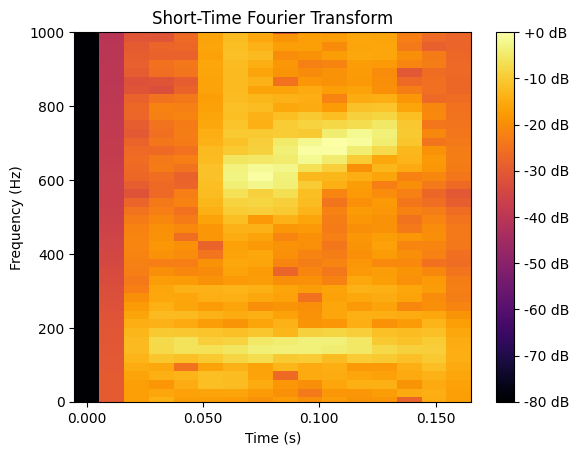 Short-Time Fourier Transform
1000
800
600
400
200
0
Frequency (Hz)
0.000
0.050
0.100
0.150
Time (s)
+0 dB
-10 dB
-20 dB
-30 dB
-40 dB
-50 dB
-60 dB
-70 dB
-80 dB